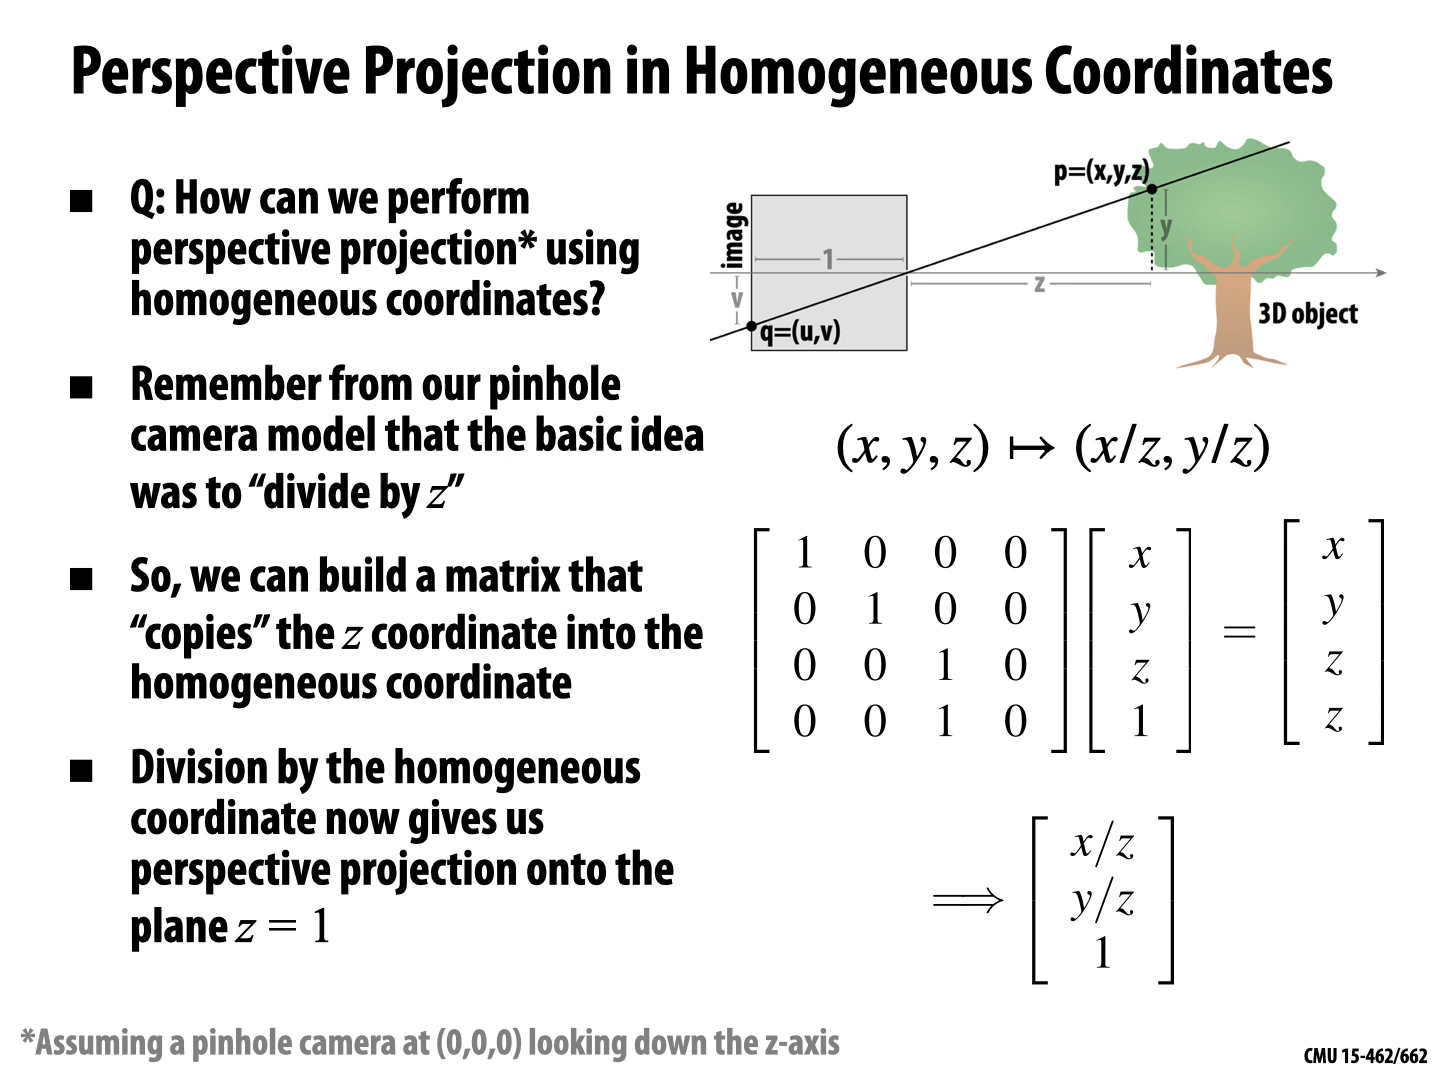 Perspective Projection in Homogeneous Coordinates
■ Q: How can we perform
perspective projection* using
homogeneous coordinates?
■ Remember from our pinhole
camera model that the basic idea
was to “divide by z”
■ So, we can build a matrix that
“copies” the z coordinate into the
homogeneous coordinate
■ Division by the homogeneous
coordinate now gives us
perspective projection onto the
plane z = 1
image
1
v
q=(u,v)
p=(x,y,z)
y
z
3D object
(x, y, z) ↦ (x/z, y/z)
[ 1 0 0 0 ] [ x ] [ x ]
[ 0 1 0 0 ] [ y ] = [ y ]
[ 0 0 1 0 ] [ z ] [ z ]
[ 0 0 1 0 ] [ 1 ] [ z ]
[ x/z ]
⟹ [ y/z ]
[ 1 ]
*Assuming a pinhole camera at (0,0,0) looking down the z-axis
CMU 15-462/662